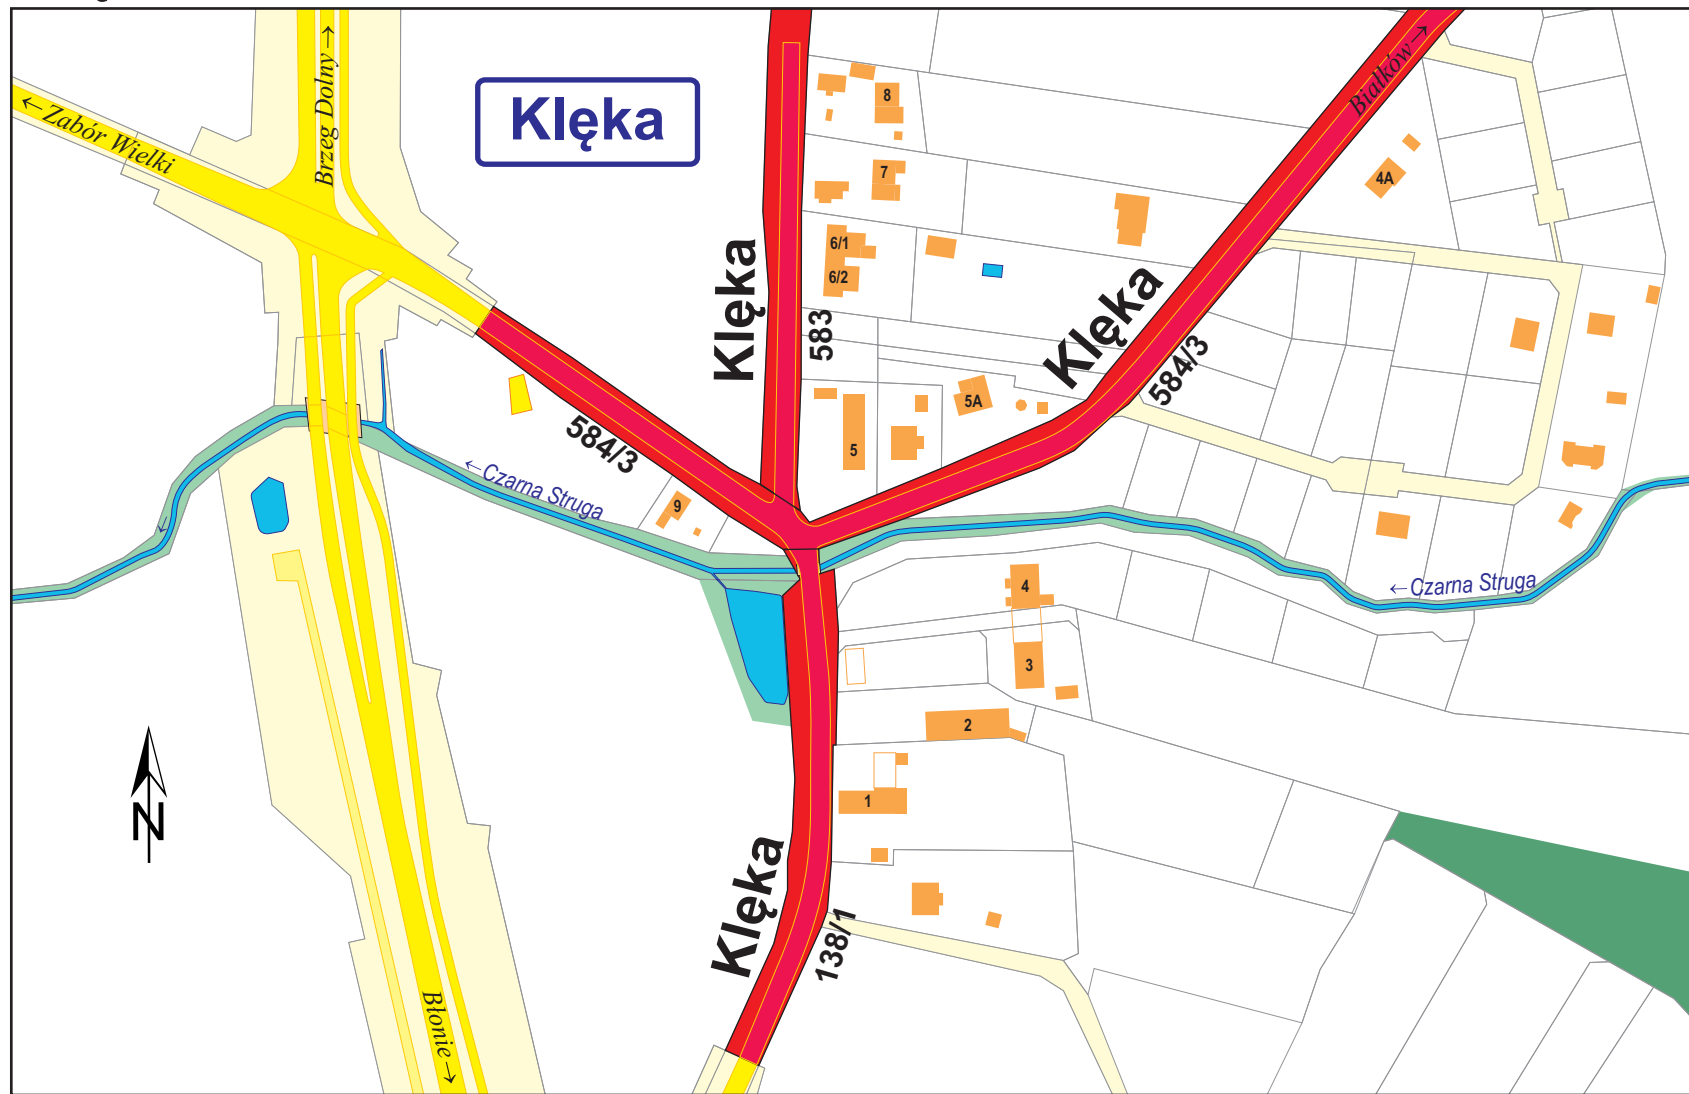 Klęka
← Zabór Wielki
Brzeg Dolny →
Białków →
8
7
4A
6/1
6/2
Klęka
583
Klęka
584/3
584/3
5A
5
9
← Czarna Struga
← Czarna Struga
4
3
2
1
Klęka
138/1
N
Błonie →